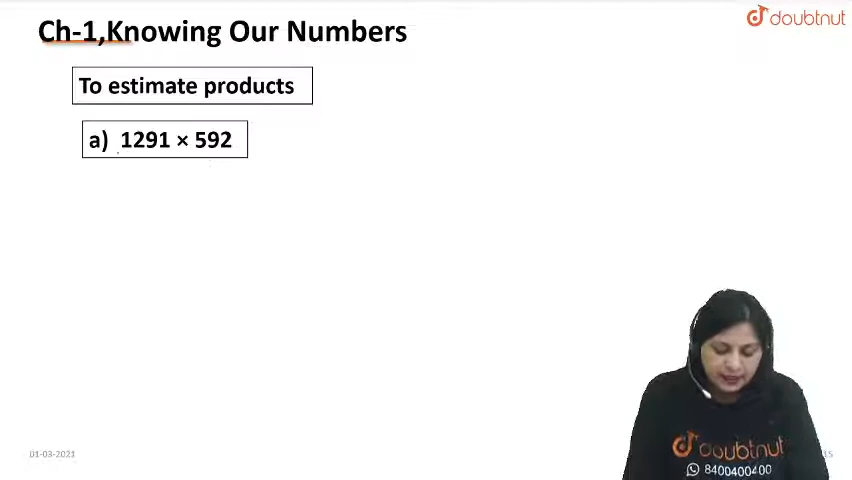 doubtnut
Ch-1,Knowing Our Numbers
To estimate products
a) 1291 × 592
doubtnut
8400400400
01-03-2021